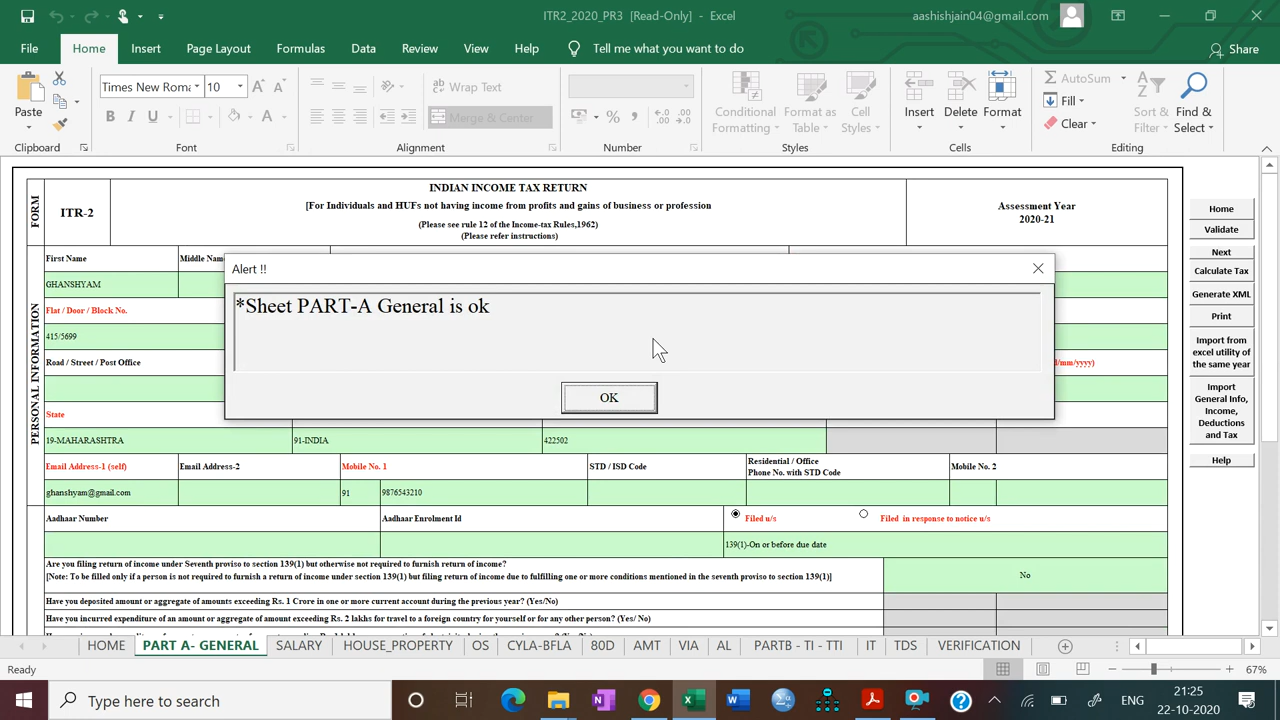 ITR2_2020_PR3 [Read-Only] - Excel
aashishjain04@gmail.com
File Home Insert Page Layout Formulas Data Review View Help Tell me what you want to do Share
Paste
Clipboard
Times New Roma 10
B I U
Font
Wrap Text
Merge & Center
Alignment
%
Number
Conditional Formatting
Format as Table
Cell Styles
Styles
Insert Delete Format
Cells
AutoSum
Fill
Clear
Sort & Filter
Find & Select
Editing
FORM
ITR-2
INDIAN INCOME TAX RETURN
[For Individuals and HUFs not having income from profits and gains of business or profession
(Please see rule 12 of the Income-tax Rules,1962)
(Please refer instructions)
Assessment Year
2020-21
PERSONAL INFORMATION
First Name Middle Name
GHANSHYAM
Flat / Door / Block No.
415/5699
Road / Street / Post Office
/mm/yyyy)
State
19-MAHARASHTRA 91-INDIA 422502
Alert !!
*Sheet PART-A General is ok
OK
Email Address-1 (self) Email Address-2 Mobile No. 1 STD / ISD Code Residential / Office Phone No. with STD Code Mobile No. 2
ghanshyam@gmail.com 91 9876543210
Aadhaar Number Aadhaar Enrolment Id Filed u/s Filed in response to notice u/s
139(1)-On or before due date
Are you filing return of income under Seventh proviso to section 139(1) but otherwise not required to furnish return of income?
[Note: To be filled only if a person is not required to furnish a return of income under section 139(1) but filing return of income due to fulfilling one or more conditions mentioned in the seventh proviso to section 139(1)]
No
Have you deposited amount or aggregate of amounts exceeding Rs. 1 Crore in one or more current account during the previous year? (Yes/No)
Have you incurred expenditure of an amount or aggregate of amount exceeding Rs. 2 lakhs for travel to a foreign country for yourself or for any other person? (Yes/ No)
Home
Validate
Next
Calculate Tax
Generate XML
Print
Import from
excel utility of
the same year
Import
General Info,
Income,
Deductions
and Tax
Help
HOME PART A- GENERAL SALARY HOUSE_PROPERTY OS CYLA-BFLA 80D AMT VIA AL PARTB - TI - TTI IT TDS VERIFICATION
Ready
67%
Type here to search
ENG
21:25
22-10-2020